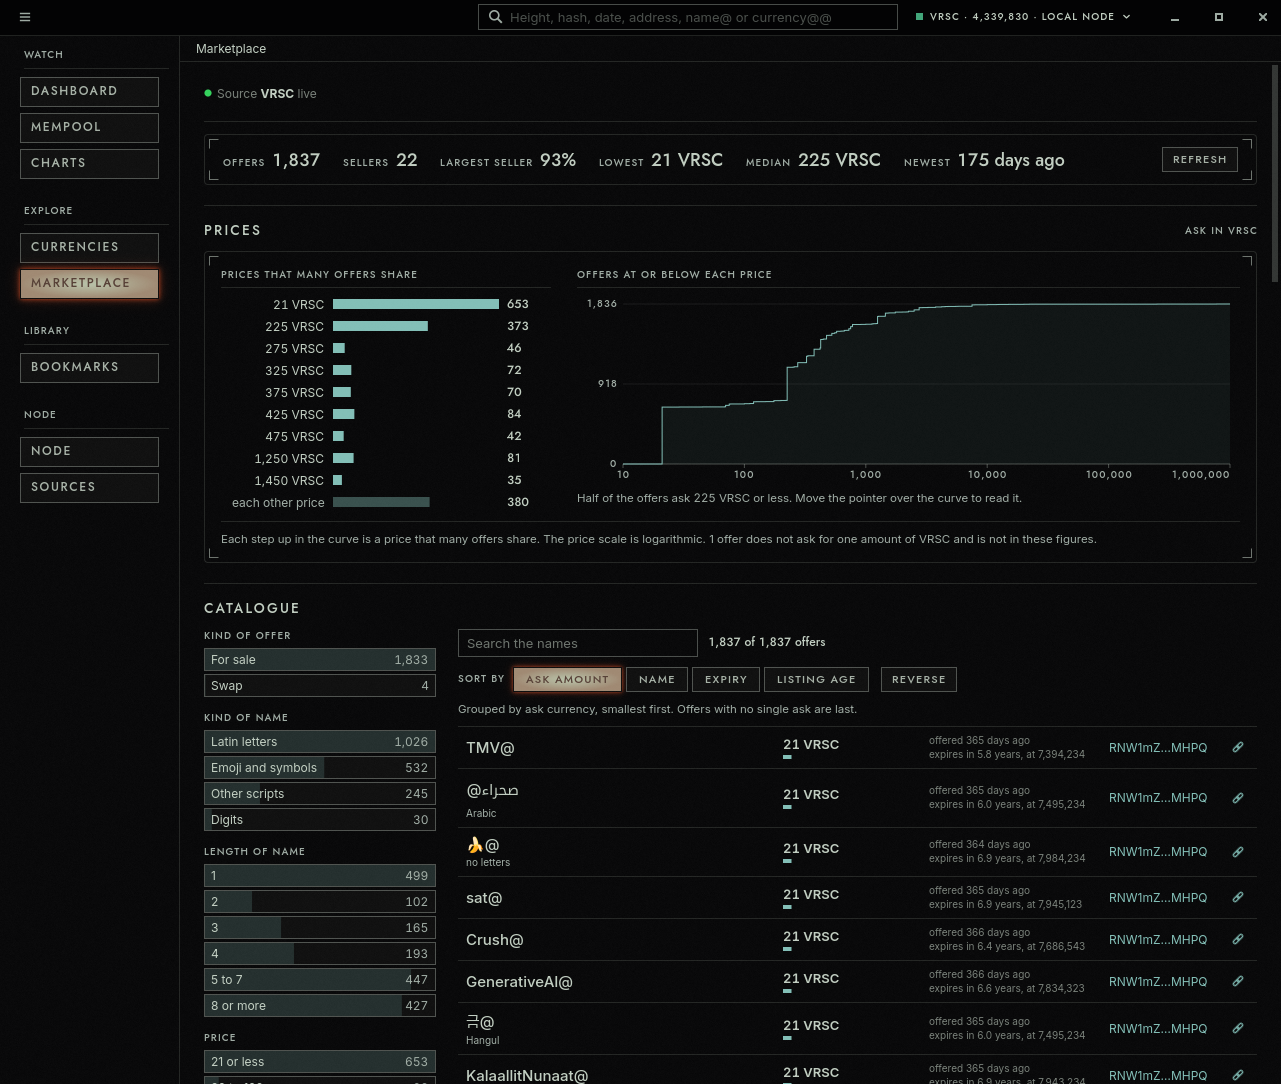 Height, hash, date, address, name@ or currency@@
VRSC · 4,339,830 · LOCAL NODE
WATCH
DASHBOARD
MEMPOOL
CHARTS
EXPLORE
CURRENCIES
MARKETPLACE
LIBRARY
BOOKMARKS
NODE
NODE
SOURCES
Marketplace
Source VRSC live
OFFERS 1,837 SELLERS 22 LARGEST SELLER 93% LOWEST 21 VRSC MEDIAN 225 VRSC NEWEST 175 days ago REFRESH
PRICES
ASK IN VRSC
PRICES THAT MANY OFFERS SHARE
21 VRSC 653
225 VRSC 373
275 VRSC 46
325 VRSC 72
375 VRSC 70
425 VRSC 84
475 VRSC 42
1,250 VRSC 81
1,450 VRSC 35
each other price 380
OFFERS AT OR BELOW EACH PRICE
1,836
918
0
10 100 1,000 10,000 100,000 1,000,000
Half of the offers ask 225 VRSC or less. Move the pointer over the curve to read it.
Each step up in the curve is a price that many offers share. The price scale is logarithmic. 1 offer does not ask for one amount of VRSC and is not in these figures.
CATALOGUE
KIND OF OFFER
For sale 1,833
Swap 4
KIND OF NAME
Latin letters 1,026
Emoji and symbols 532
Other scripts 245
Digits 30
LENGTH OF NAME
1 499
2 102
3 165
4 193
5 to 7 447
8 or more 427
PRICE
21 or less 653
Search the names
1,837 of 1,837 offers
SORT BY ASK AMOUNT NAME EXPIRY LISTING AGE REVERSE
Grouped by ask currency, smallest first. Offers with no single ask are last.
TMV@ 21 VRSC offered 365 days ago
expires in 5.8 years, at 7,394,234 RNW1mZ...MHPQ
صحراء@ 21 VRSC offered 365 days ago
Arabic expires in 6.0 years, at 7,495,234 RNW1mZ...MHPQ
🍌@ 21 VRSC offered 364 days ago
no letters expires in 6.9 years, at 7,984,234 RNW1mZ...MHPQ
sat@ 21 VRSC offered 365 days ago
expires in 6.9 years, at 7,945,123 RNW1mZ...MHPQ
Crush@ 21 VRSC offered 366 days ago
expires in 6.4 years, at 7,686,543 RNW1mZ...MHPQ
GenerativeAI@ 21 VRSC offered 366 days ago
expires in 6.6 years, at 7,834,323 RNW1mZ...MHPQ
21 VRSC offered 365 days ago
Hangul expires in 6.0 years, at 7,495,234 RNW1mZ...MHPQ
KalaallitNunaat@ 21 VRSC offered 365 days ago
expires in 6.9 years, at 7,943,234 RNW1mZ...MHPQ